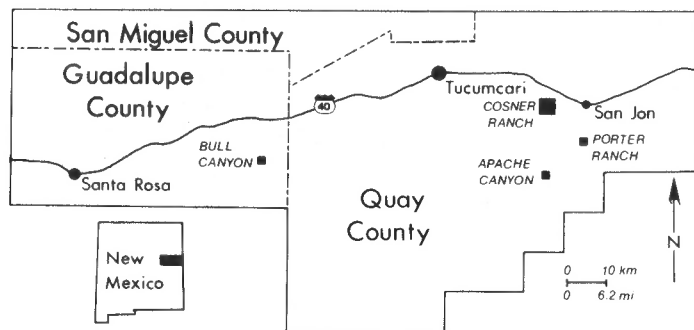 San Miguel County
Guadalupe
County
40
Tucumcari
COSNER
RANCH
San Jon
BULL
CANYON
PORTER
RANCH
Santa Rosa
APACHE
CANYON
Quay
County
New
Mexico
N
0 10 km
0 6.2 mi